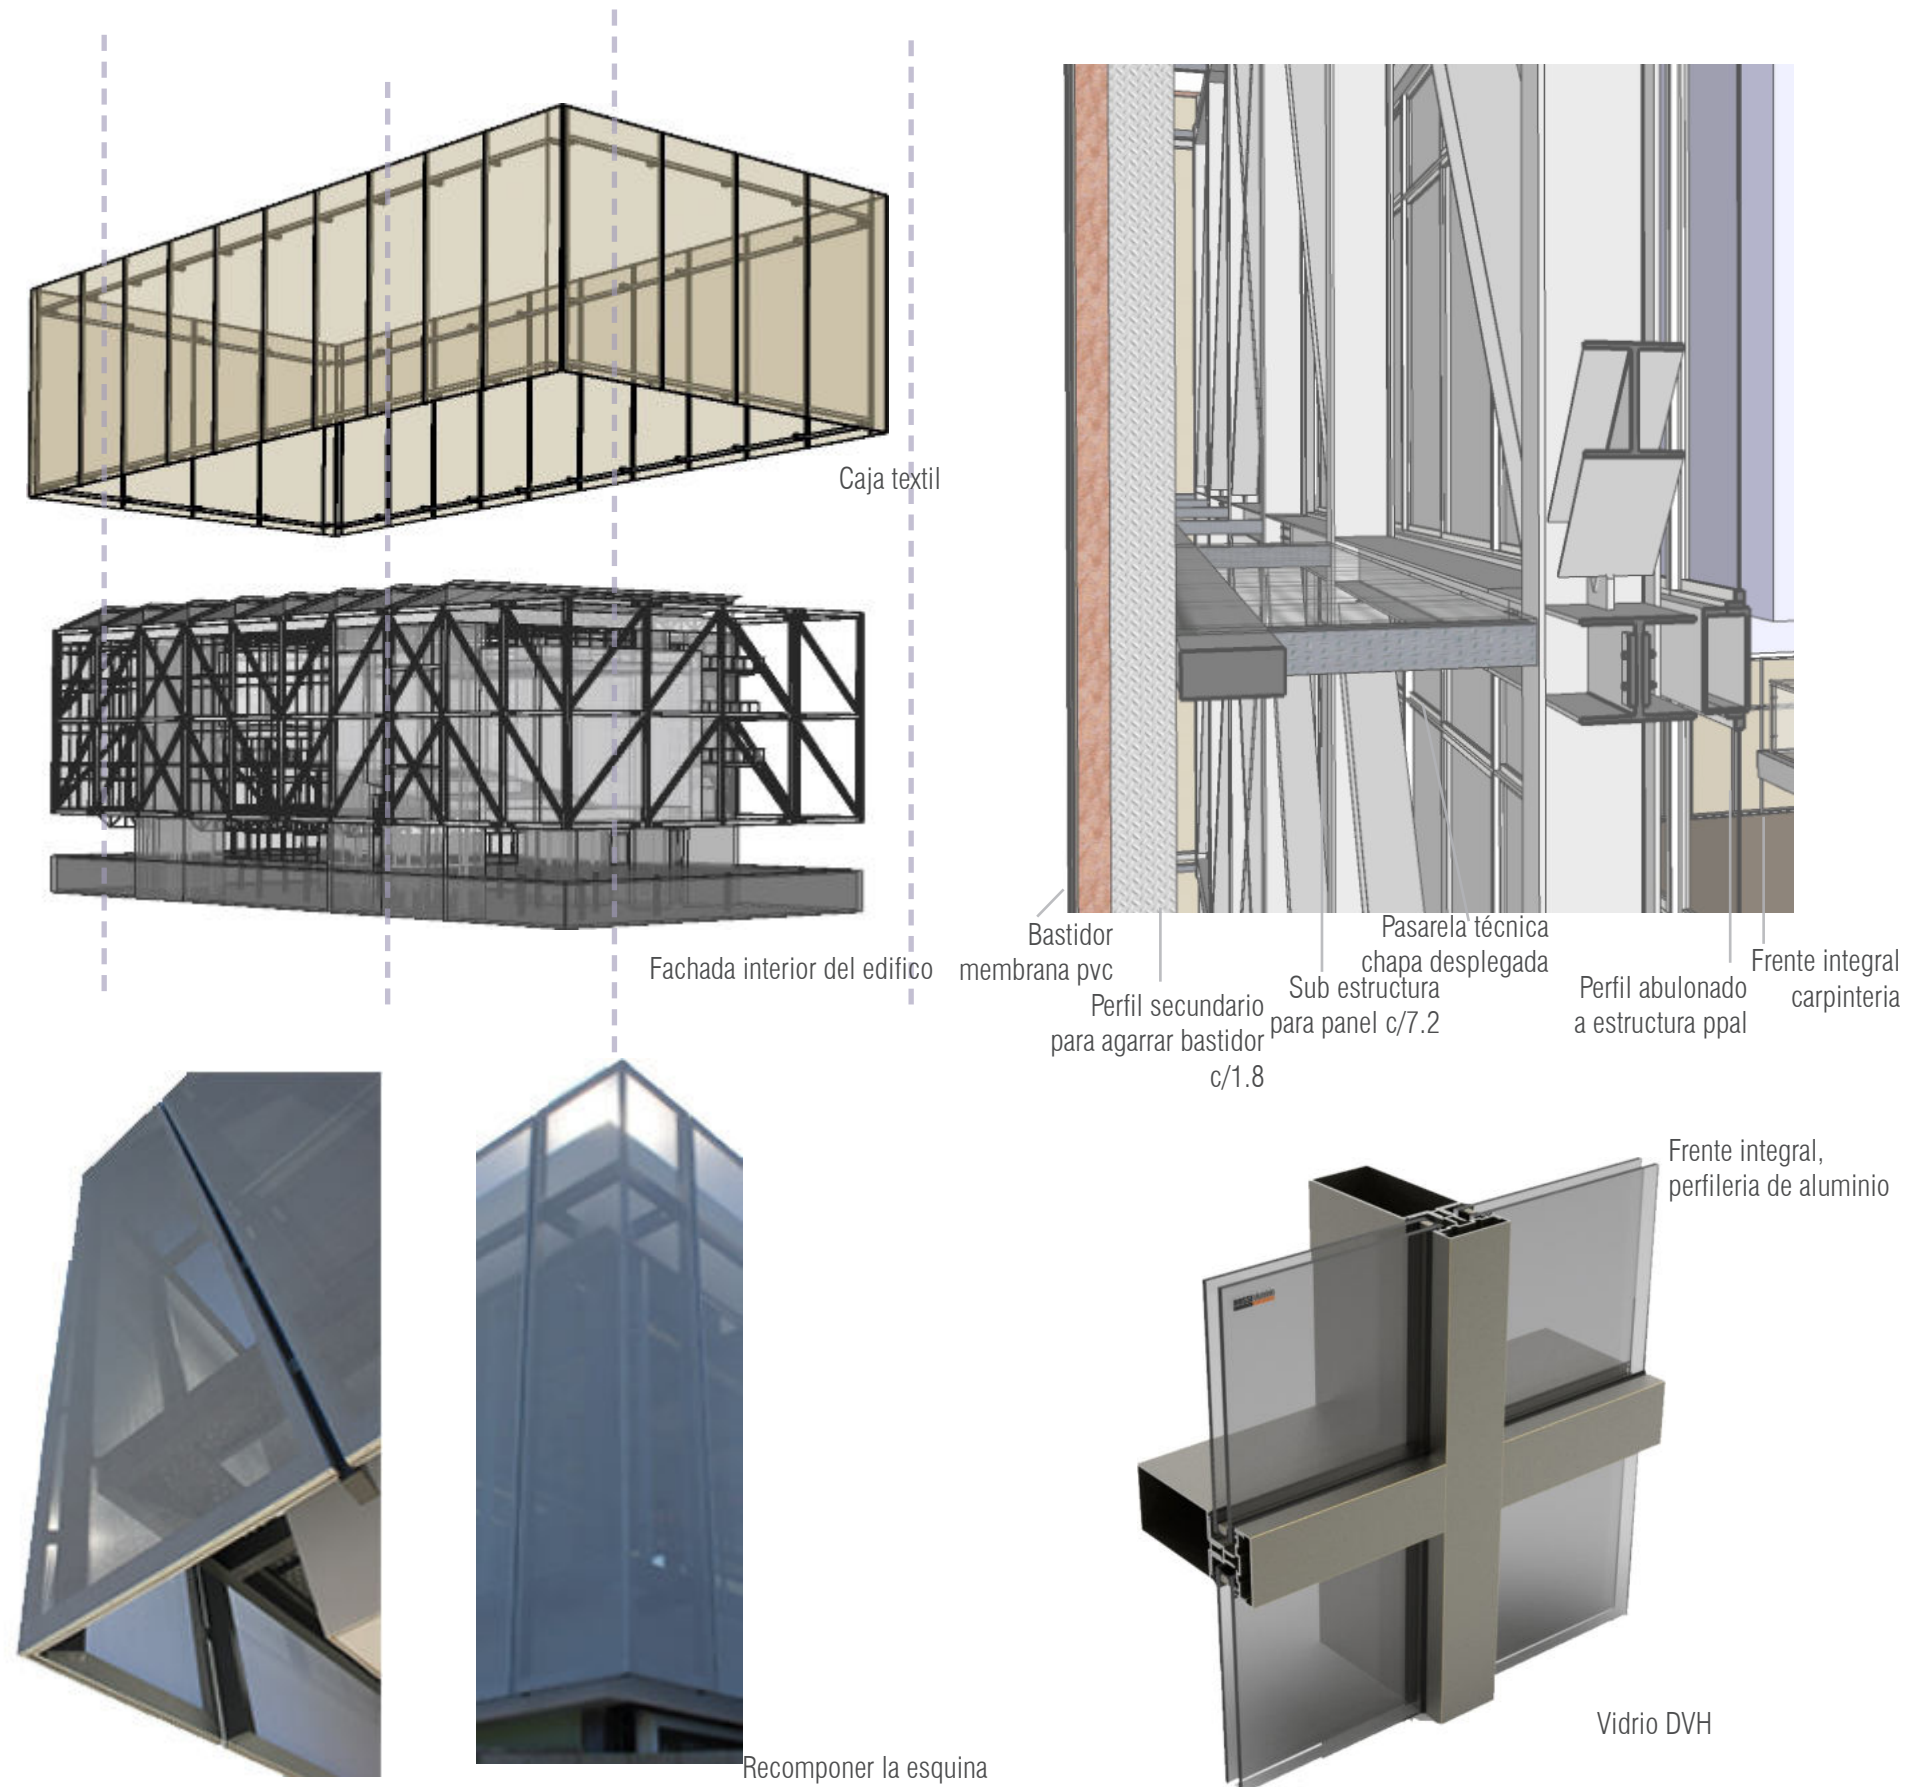 Caja textil
Fachada interior del edifico
Bastidor
membrana pvc
Perfil secundario
para agarrar bastidor
c/1.8
Sub estructura
para panel c/7.2
Pasarela técnica
chapa desplegada
Perfil abulonado
a estructura ppal
Frente integral
carpinteria
Frente integral,
perfileria de aluminio
Vidrio DVH
Recomponer la esquina